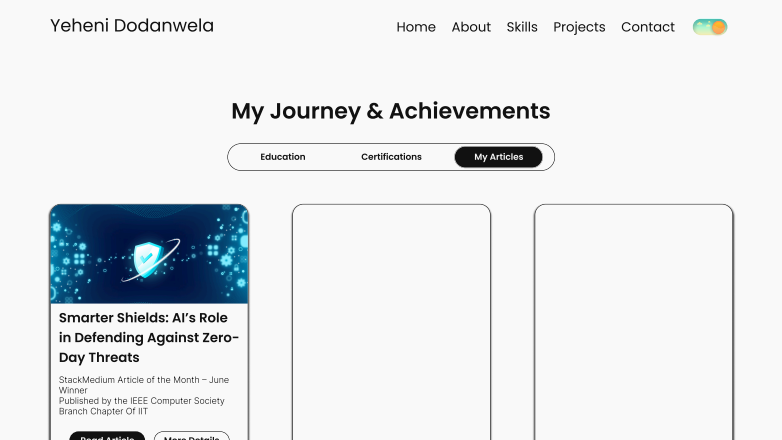 Yeheni Dodanwela
Home About Skills Projects Contact
My Journey & Achievements
Education Certifications My Articles
Smarter Shields: AI’s Role
in Defending Against Zero-
Day Threats
StackMedium Article of the Month – June
Winner
Published by the IEEE Computer Society
Branch Chapter Of IIT
Read Article More Details